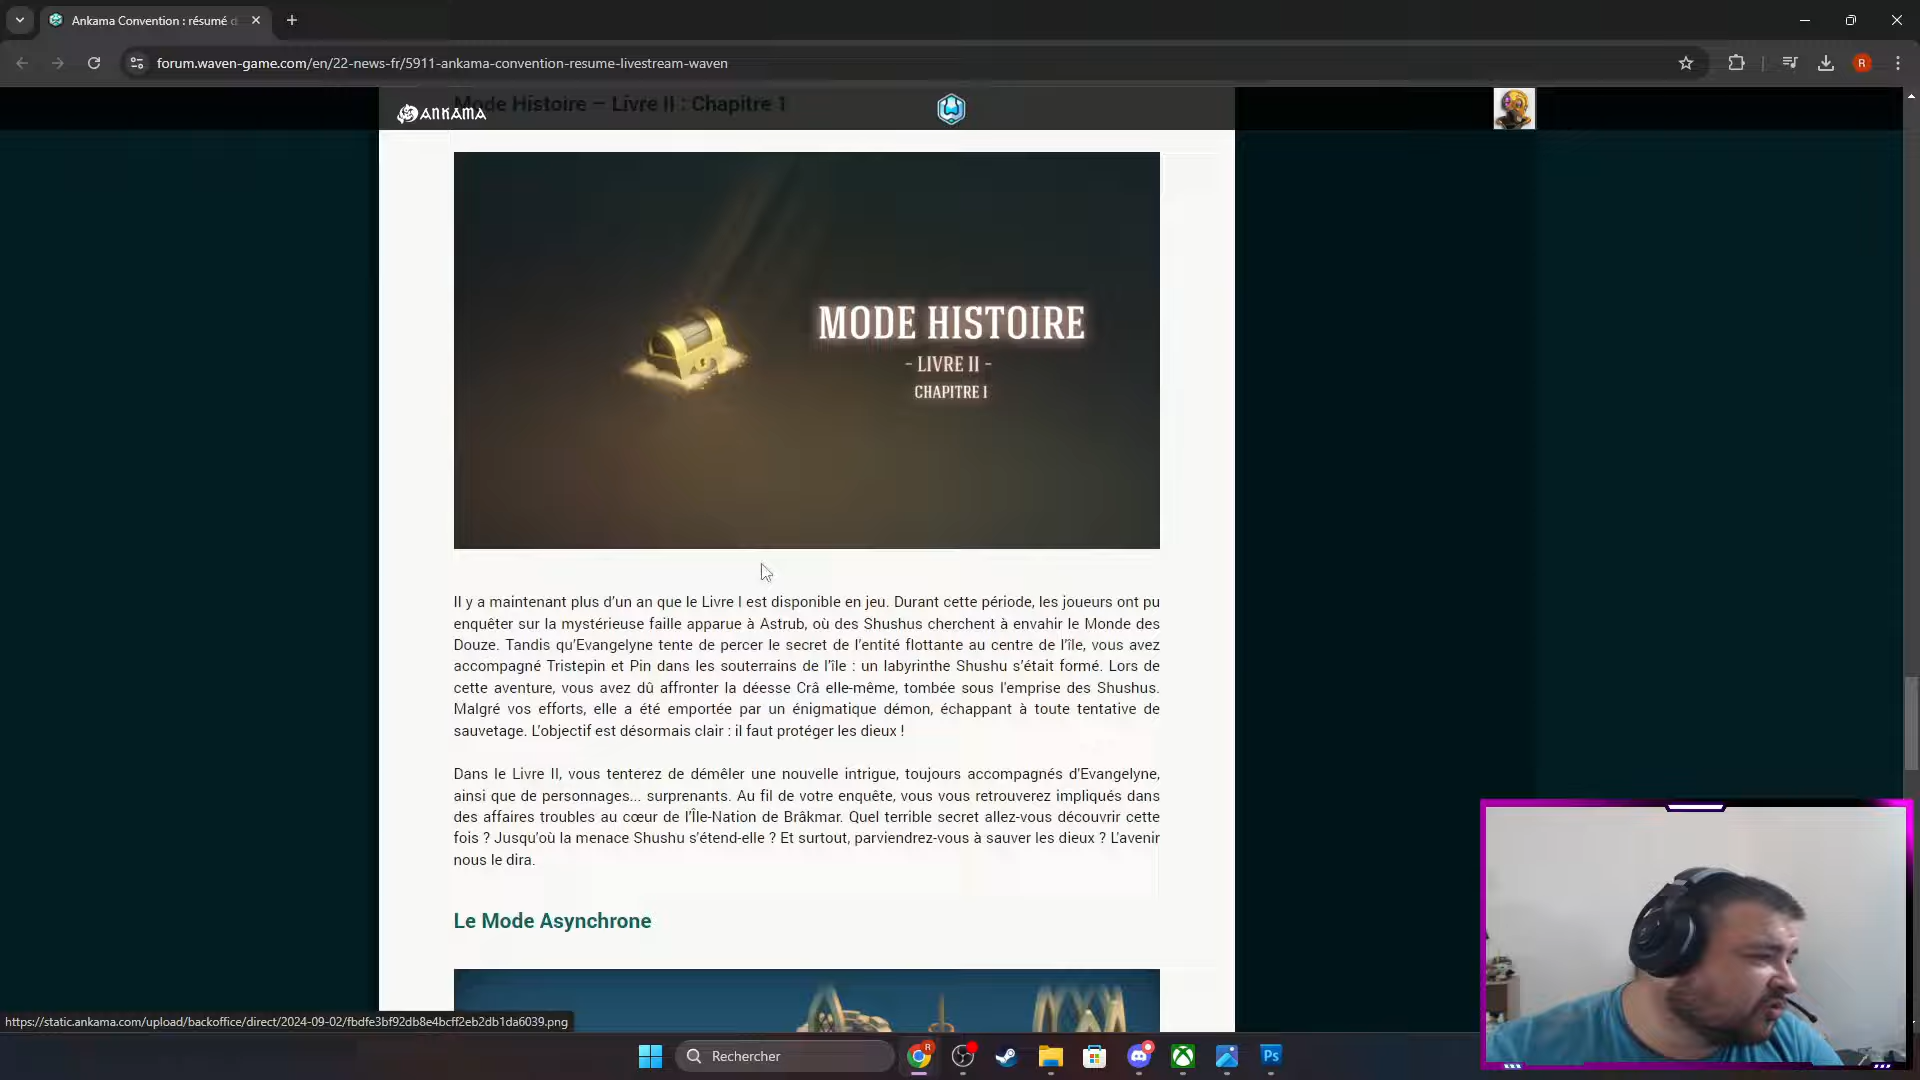 Ankama Convention : résumé d
forum.waven-game.com/en/22-news-fr/5911-ankama-convention-resume-livestream-waven
R
Mode Histoire – Livre II : Chapitre 1
ANKAMA
MODE HISTOIRE
- LIVRE II -
CHAPITRE I
Il y a maintenant plus d’un an que le Livre I est disponible en jeu. Durant cette période, les joueurs ont pu
enquêter sur la mystérieuse faille apparue à Astrub, où des Shushus cherchent à envahir le Monde des
Douze. Tandis qu’Evangelyne tente de percer le secret de l’entité flottante au centre de l’île, vous avez
accompagné Tristepin et Pin dans les souterrains de l’île : un labyrinthe Shushu s’était formé. Lors de
cette aventure, vous avez dû affronter la déesse Crâ elle-même, tombée sous l’emprise des Shushus.
Malgré vos efforts, elle a été emportée par un énigmatique démon, échappant à toute tentative de
sauvetage. L’objectif est désormais clair : il faut protéger les dieux !
Dans le Livre II, vous tenterez de démêler une nouvelle intrigue, toujours accompagnés d’Evangelyne,
ainsi que de personnages... surprenants. Au fil de votre enquête, vous vous retrouverez impliqués dans
des affaires troubles au cœur de l’Île-Nation de Brâkmar. Quel terrible secret allez-vous découvrir cette
fois ? Jusqu’où la menace Shushu s’étend-elle ? Et surtout, parviendrez-vous à sauver les dieux ? L’avenir
nous le dira.
Le Mode Asynchrone
https://static.ankama.com/upload/backoffice/direct/2024-09-02/fbdfe3bf92db8e4bcff2eb2db1da6039.png
Rechercher
R
Ps